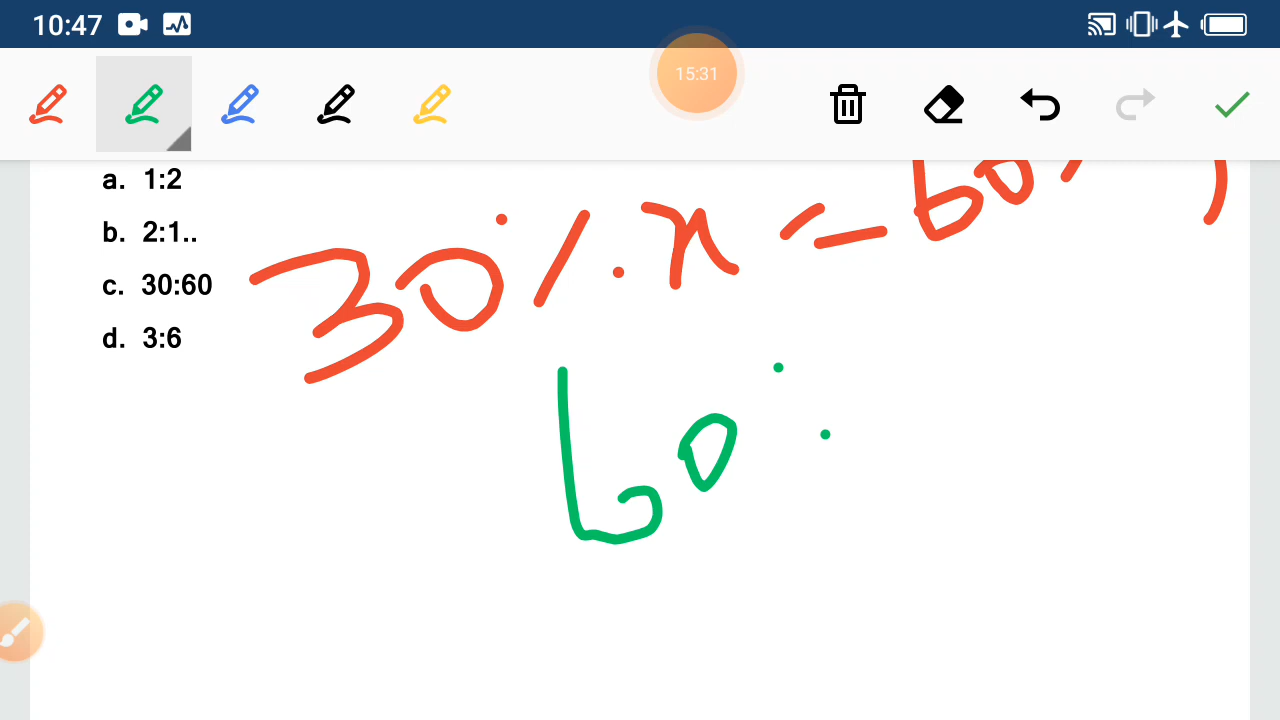 10:47
15:31
a. 1:2
b. 2:1..
c. 30:60
d. 3:6
30%.x = 60%
60: